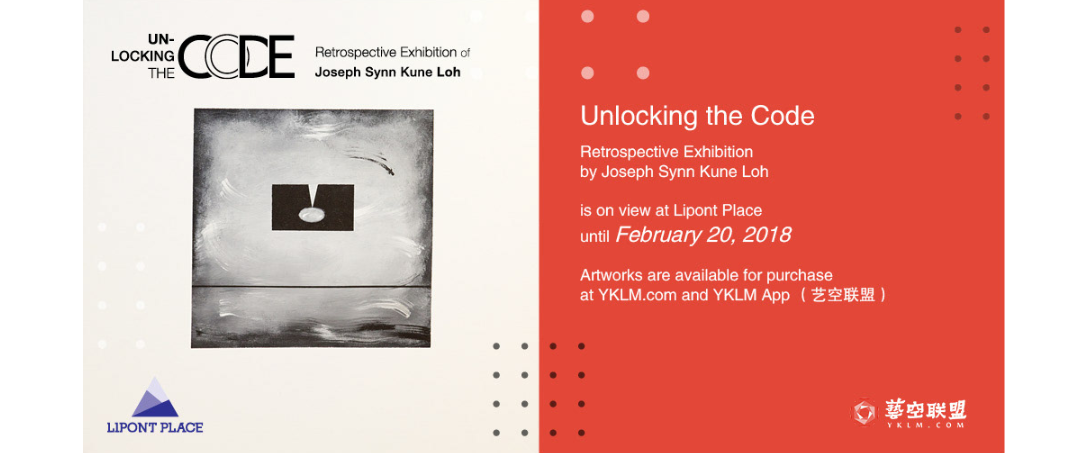 UN-
LOCKING
THE CODE
Retrospective Exhibition of
Joseph Synn Kune Loh
LIPONT PLACE
Unlocking the Code
Retrospective Exhibition
by Joseph Synn Kune Loh
is on view at Lipont Place
until February 20, 2018
Artworks are available for purchase
at YKLM.com and YKLM App （艺空联盟）
藝空联盟
YKLM.COM